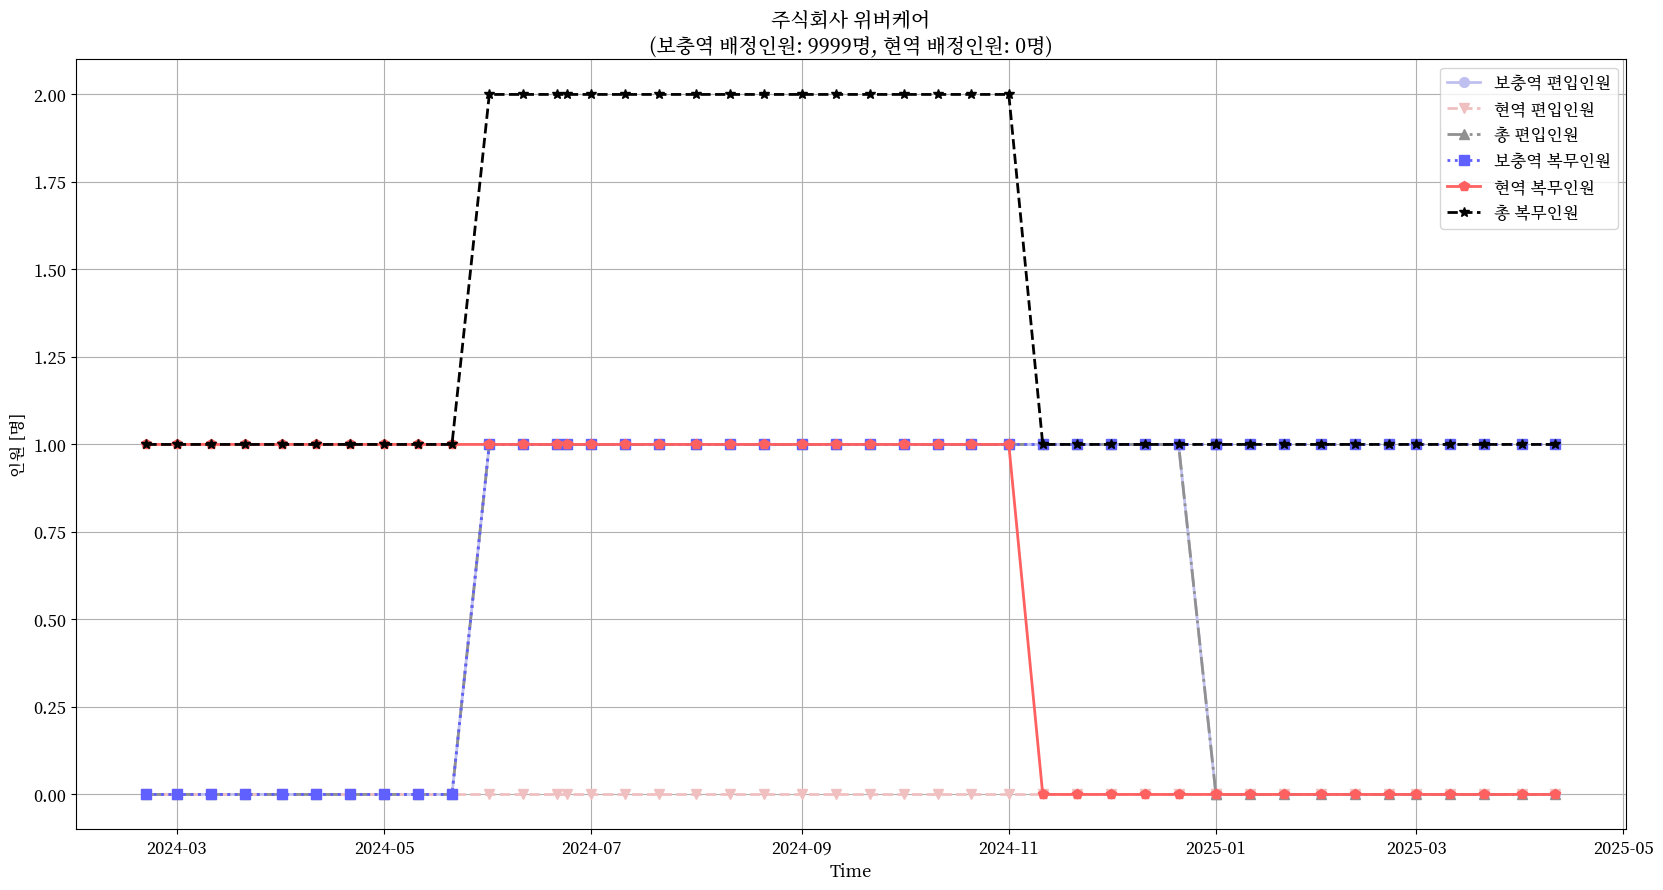 주식회사 위버케어
(보충역 배정인원: 9999명, 현역 배정인원: 0명)
보충역 편입인원
현역 편입인원
총 편입인원
보충역 복무인원
현역 복무인원
총 복무인원
인원 [명]
2.00
1.75
1.50
1.25
1.00
0.75
0.50
0.25
0.00
2024-03
2024-05
2024-07
2024-09
2024-11
2025-01
2025-03
2025-05
Time